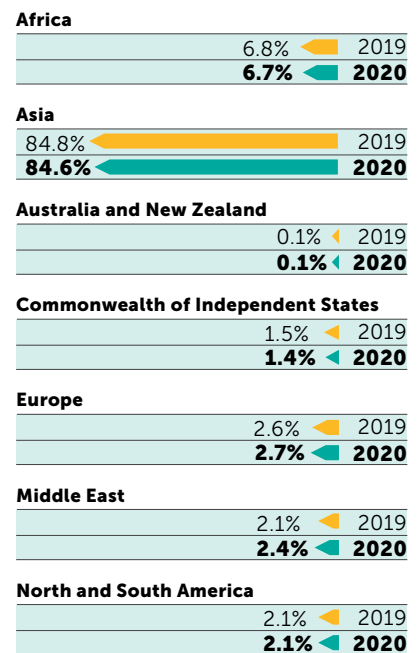 Africa
6.8% 2019
6.7% 2020
Asia
84.8% 2019
84.6% 2020
Australia and New Zealand
0.1% 2019
0.1% 2020
Commonwealth of Independent States
1.5% 2019
1.4% 2020
Europe
2.6% 2019
2.7% 2020
Middle East
2.1% 2019
2.4% 2020
North and South America
2.1% 2019
2.1% 2020